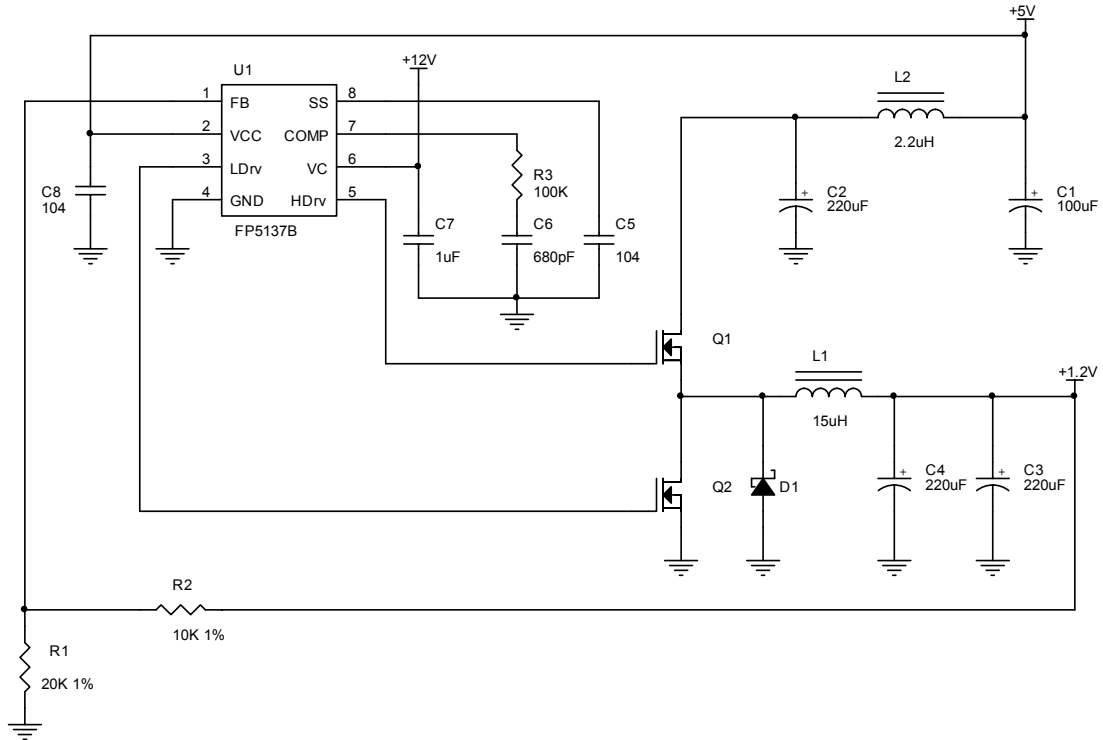 +5V
+12V
U1
L2
1
FB
SS
8
2
VCC
COMP
7
2.2uH
3
LDrv
VC
6
R3
100K
C8
104
4
GND
HDrv
5
+
C2
220uF
+
C1
100uF
FP5137B
C7
1uF
C6
680pF
C5
104
Q1
L1
+1.2V
15uH
Q2
D1
+
C4
220uF
+
C3
220uF
R2
10K 1%
R1
20K 1%